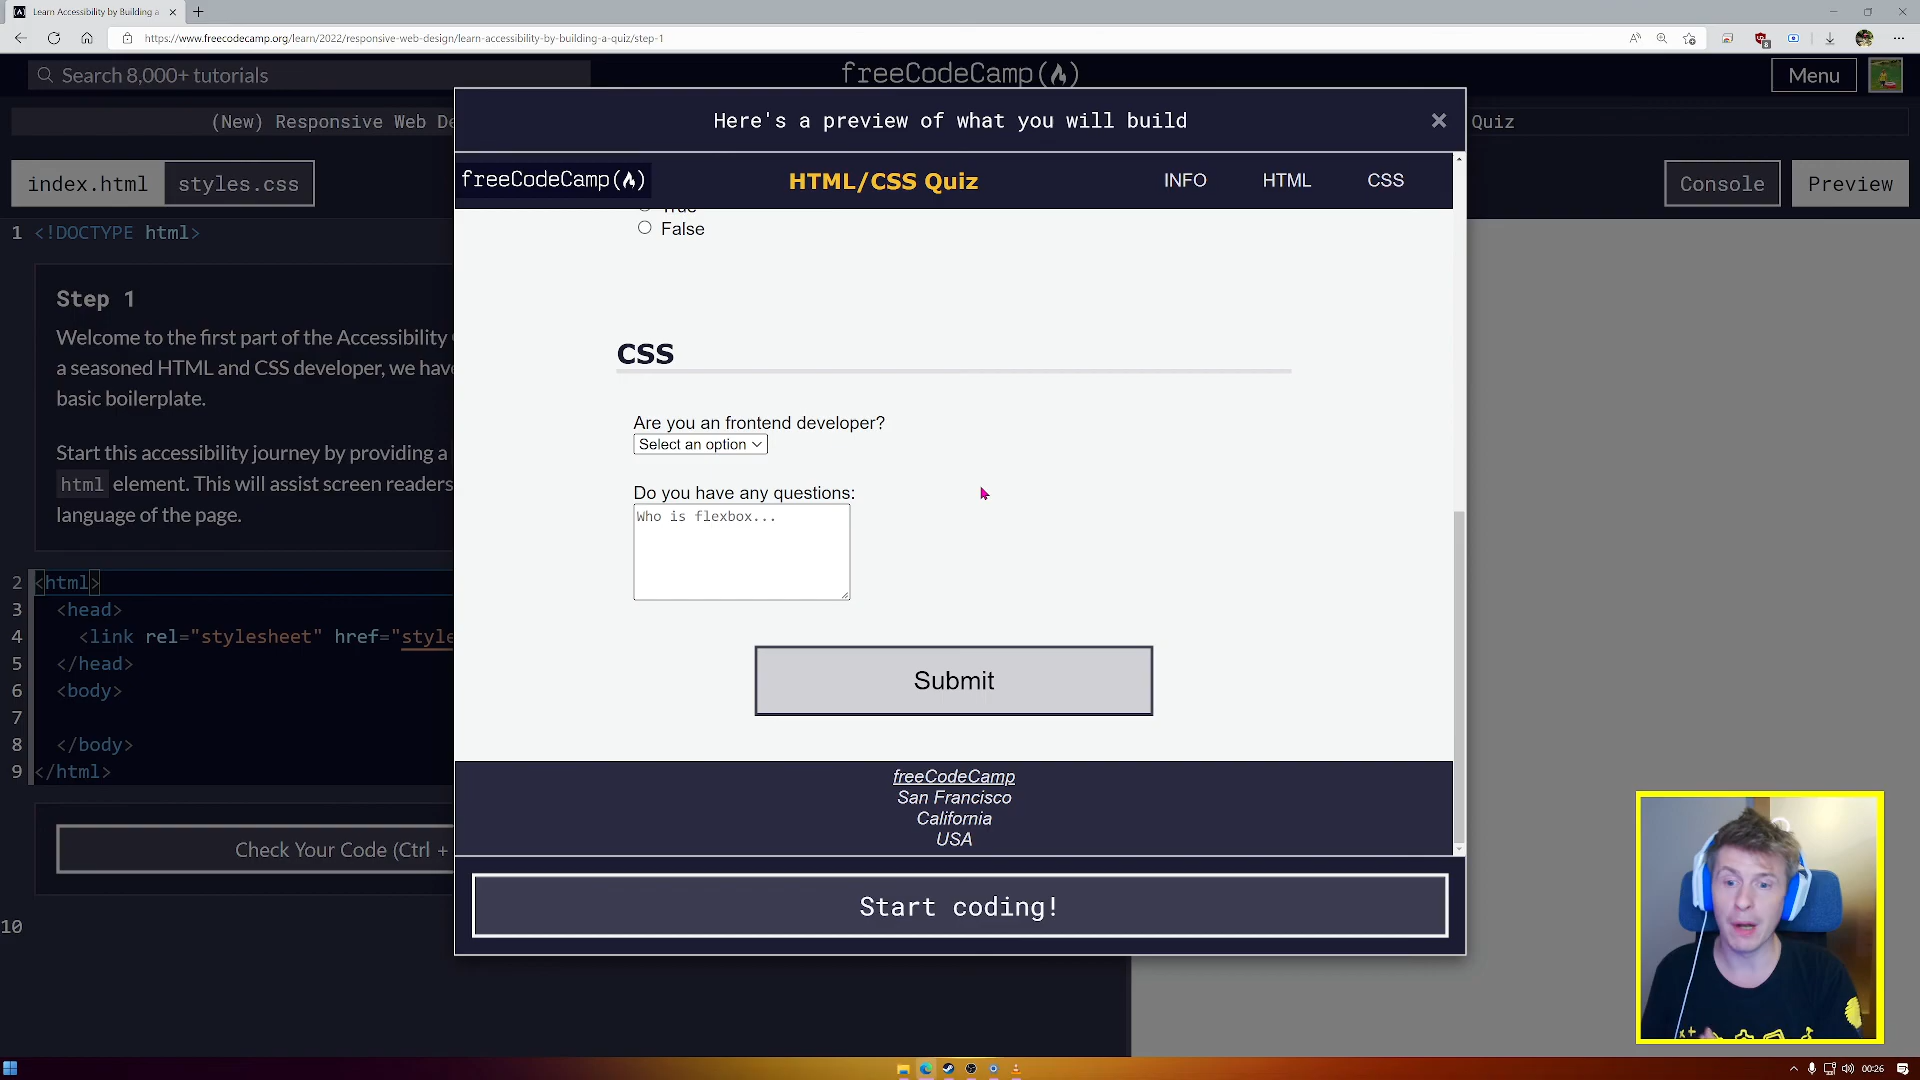 Learn Accessibility by Building a
https://www.freecodecamp.org/learn/2022/responsive-web-design/learn-accessibility-by-building-a-quiz/step-1
Search 8,000+ tutorials
freeCodeCamp(
Menu
(New) Responsive Web De
Quiz
Here's a preview of what you will build
×
index.html
styles.css
Console
Preview
freeCodeCamp(
HTML/CSS Quiz
INFO
HTML
CSS
True
False
1 <!DOCTYPE html>
Step 1
Welcome to the first part of the Accessibility
a seasoned HTML and CSS developer, we have
basic boilerplate.
Start this accessibility journey by providing a
html element. This will assist screen readers
language of the page.
2 <html>
3 <head>
4 <link rel="stylesheet" href="style
5 </head>
6 <body>
7
8 </body>
9 </html>
Check Your Code (Ctrl +
10
CSS
Are you an frontend developer?
Select an option
Do you have any questions:
Who is flexbox...
Submit
freeCodeCamp
San Francisco
California
USA
Start coding!
00:26